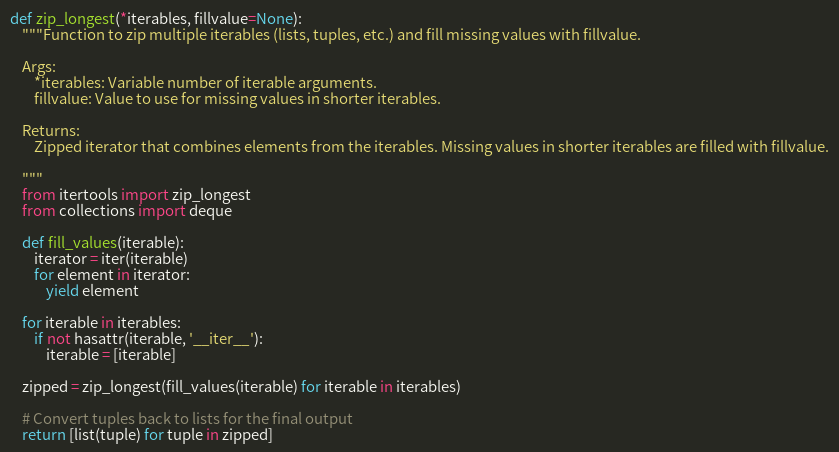 def zip_longest(*iterables, fillvalue=None):
    """Function to zip multiple iterables (lists, tuples, etc.) and fill missing values with fillvalue.

    Args:
        *iterables: Variable number of iterable arguments.
        fillvalue: Value to use for missing values in shorter iterables.

    Returns:
        Zipped iterator that combines elements from the iterables. Missing values in shorter iterables are filled with fillvalue.

    """
    from itertools import zip_longest
    from collections import deque

    def fill_values(iterable):
        iterator = iter(iterable)
        for element in iterator:
            yield element

    for iterable in iterables:
        if not hasattr(iterable, '__iter__'):
            iterable = [iterable]

    zipped = zip_longest(fill_values(iterable) for iterable in iterables)

    # Convert tuples back to lists for the final output
    return [list(tuple) for tuple in zipped]